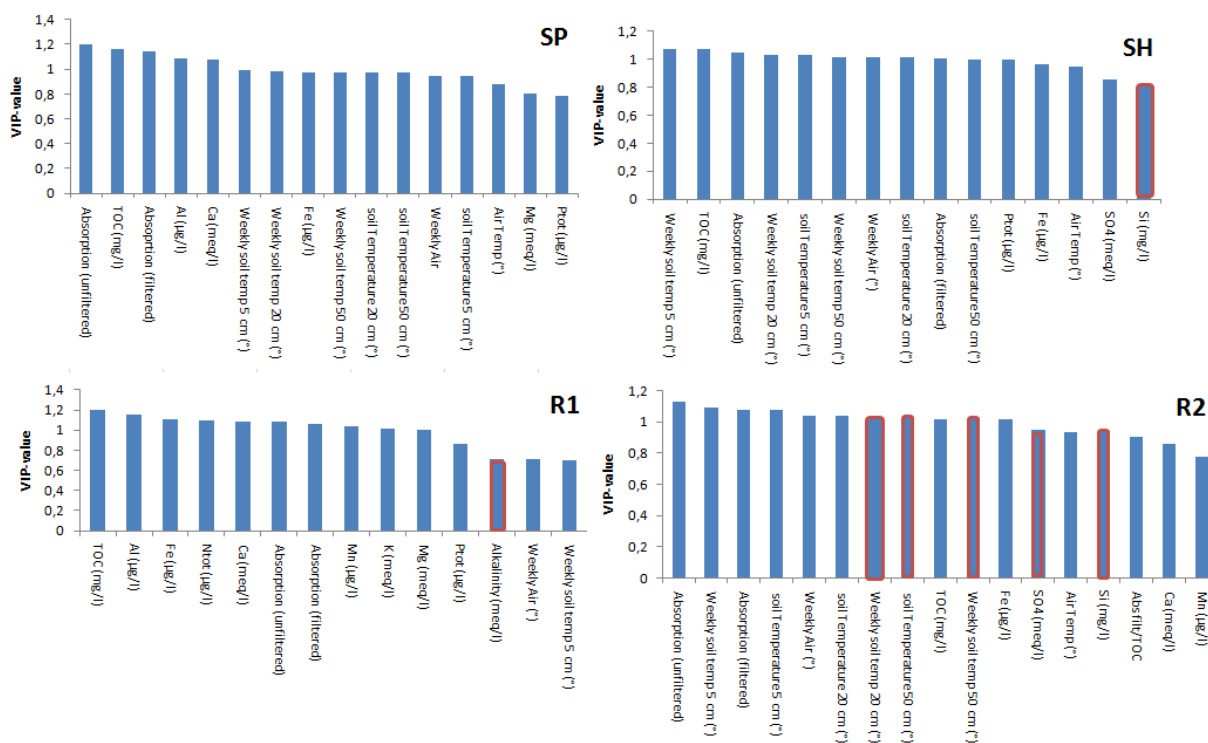 SP
VIP-value
1,4
1,2
1
0,8
0,6
0,4
0,2
0
Absorption (unfiltered)
TOC (mg/l)
Absoprtion (filtered)
Al (µg/l)
Ca (meq/l)
Weekly soil temp 5 cm (°)
Weekly soil temp 20 cm (°)
Fe (µg/l)
Weekly soil temp 50 cm (°)
soil Temperature 20 cm (°)
soil Temperature 50 cm (°)
Weekly Air
soil Temperature 5 cm (°)
Air Temp (°)
Mg (meq/l)
Ptot (µg/l)
SH
VIP-value
1,2
1
0,8
0,6
0,4
0,2
0
Weekly soil temp 5 cm (°)
TOC (mg/l)
Absorption (unfiltered)
Weekly soil temp 20 cm (°)
soil Temperature 5 cm (°)
Weekly soil temp 50 cm (°)
Weekly Air (°)
soil Temperature 20 cm (°)
Absorption (filtered)
soil Temperature 50 cm (°)
Ptot (µg/l)
Fe (µg/l)
Air Temp (°)
SO4 (meq/l)
Si (mg/l)
R1
VIP-value
1,4
1,2
1
0,8
0,6
0,4
0,2
0
TOC (mg/l)
Al (µg/l)
Fe (µg/l)
Ntot (µg/l)
Ca (meq/l)
Absorption (unfiltered)
Absorption (filtered)
Mn (µg/l)
K (meq/l)
Mg (meq/l)
Ptot (µg/l)
Alkalinity (meq/l)
Weekly Air (°)
Weekly soil temp 5 cm (°)
R2
VIP-value
1,2
1
0,8
0,6
0,4
0,2
0
Absorption (unfiltered)
Weekly soil temp 5 cm (°)
Absorption (filtered)
soil Temperature 5 cm (°)
Weekly Air (°)
soil Temperature 20 cm (°)
Weekly soil temp 20 cm (°)
soil Temperature 50 cm (°)
TOC (mg/l)
Weekly soil temp 50 cm (°)
Fe (µg/l)
SO4 (meq/l)
Air Temp (°)
Si (mg/l)
Abs filt/TOC
Ca (meq/l)
Mn (µg/l)